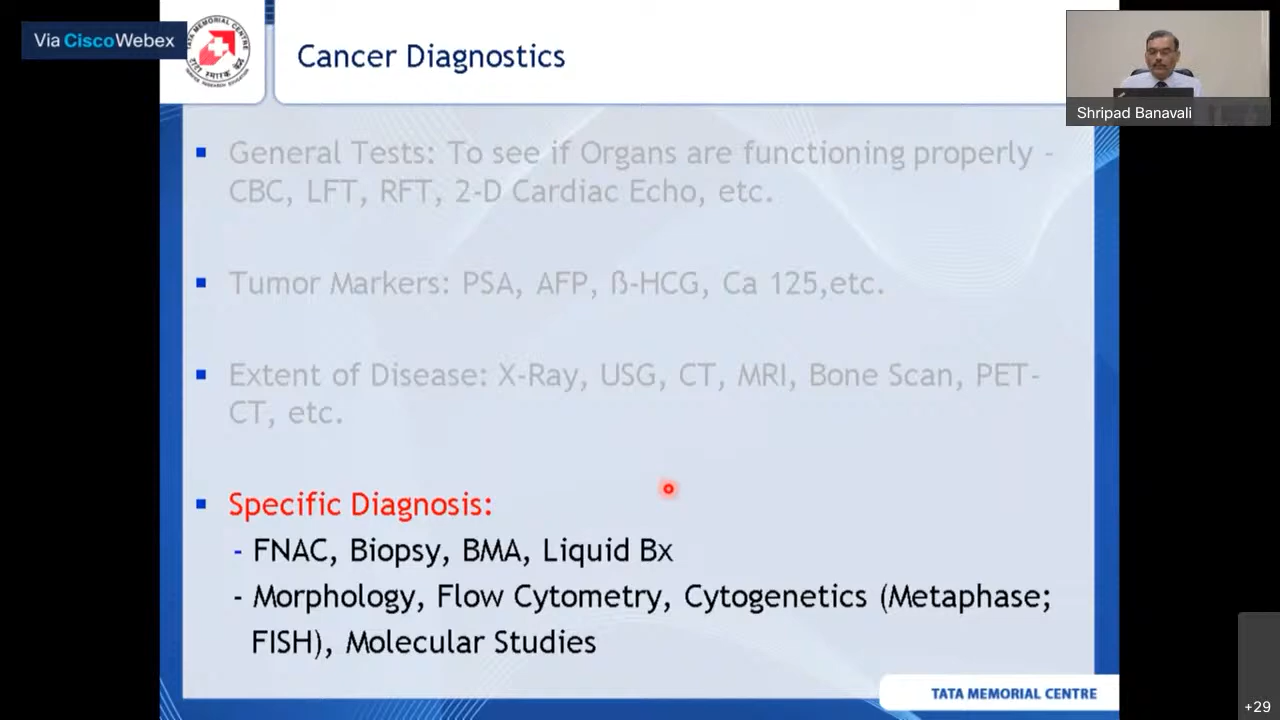 Via CiscoWebex
TATA MEMORIAL CENTRE
Cancer Diagnostics
Shripad Banavali
▪ General Tests: To see if Organs are functioning properly -
CBC, LFT, RFT, 2-D Cardiac Echo, etc.
▪ Tumor Markers: PSA, AFP, ß-HCG, Ca 125,etc.
▪ Extent of Disease: X-Ray, USG, CT, MRI, Bone Scan, PET-
CT, etc.
▪ Specific Diagnosis:
- FNAC, Biopsy, BMA, Liquid Bx
- Morphology, Flow Cytometry, Cytogenetics (Metaphase;
FISH), Molecular Studies
TATA MEMORIAL CENTRE
+29